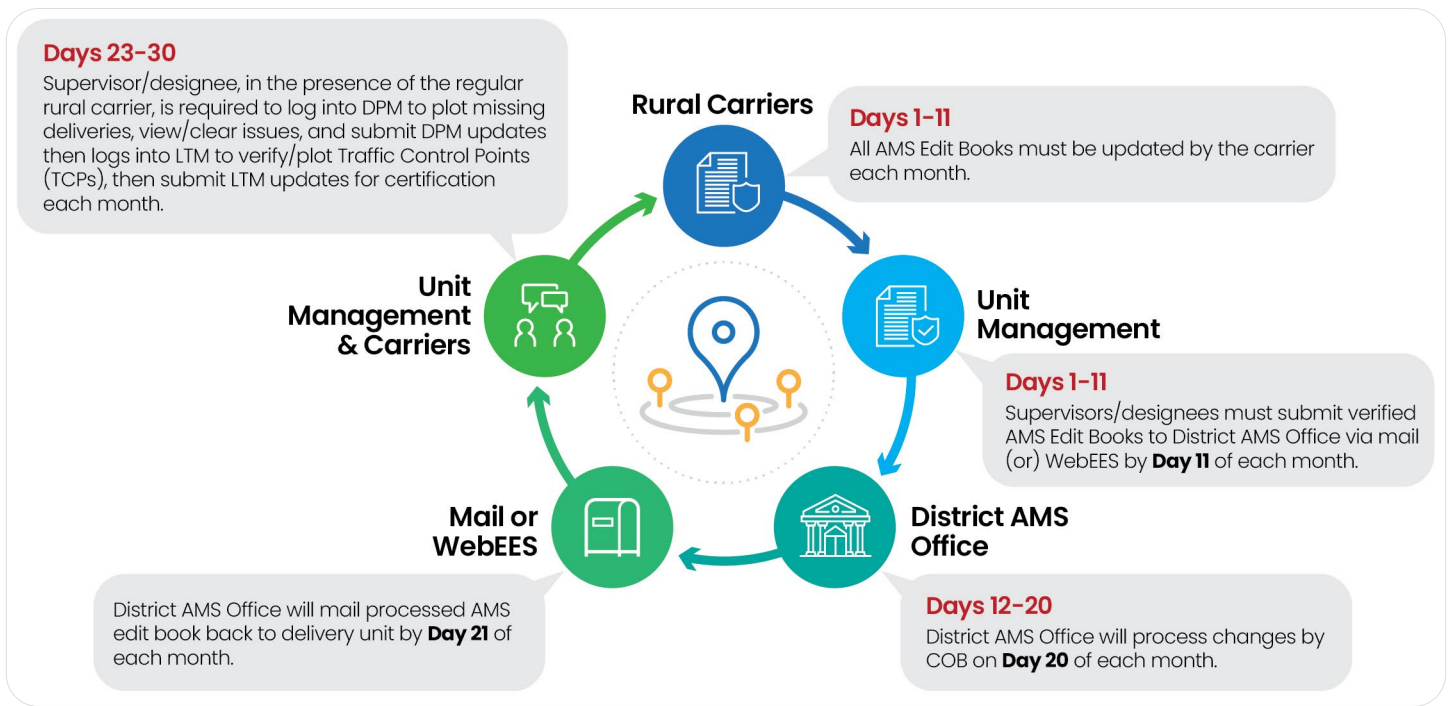 Rural Carriers
Days 1-11
All AMS Edit Books must be updated by the carrier
each month.
Unit
Management
Days 1-11
Supervisors/designees must submit verified
AMS Edit Books to District AMS Office via mail
(or) WebEES by Day 11 of each month.
District AMS
Office
Days 12-20
District AMS Office will process changes by
COB on Day 20 of each month.
Mail or
WebEES
District AMS Office will mail processed AMS
edit book back to delivery unit by Day 21 of
each month.
Unit
Management
& Carriers
Days 23-30
Supervisor/designee, in the presence of the regular
rural carrier, is required to log into DPM to plot missing
deliveries, view/clear issues, and submit DPM updates
then logs into LTM to verify/plot Traffic Control Points
(TCPs), then submit LTM updates for certification
each month.